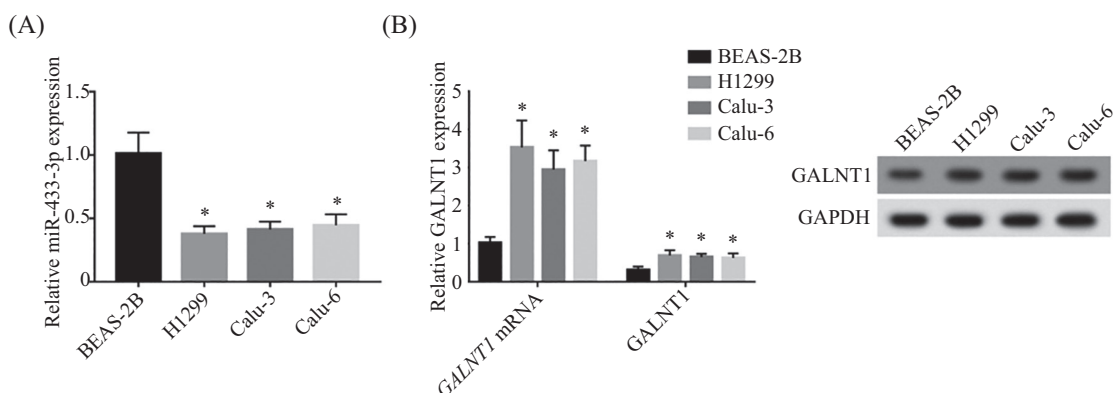 (A)
Relative miR-433-3p expression
1.5
1.0
0.5
0
*
*
*
BEAS-2B
H1299
Calu-3
Calu-6
(B)
Relative GALNT1 expression
5
4
3
2
1
0
*
*
*
*
*
*
GALNT1 mRNA
GALNT1
BEAS-2B
H1299
Calu-3
Calu-6
BEAS-2B
H1299
Calu-3
Calu-6
GALNT1
GAPDH